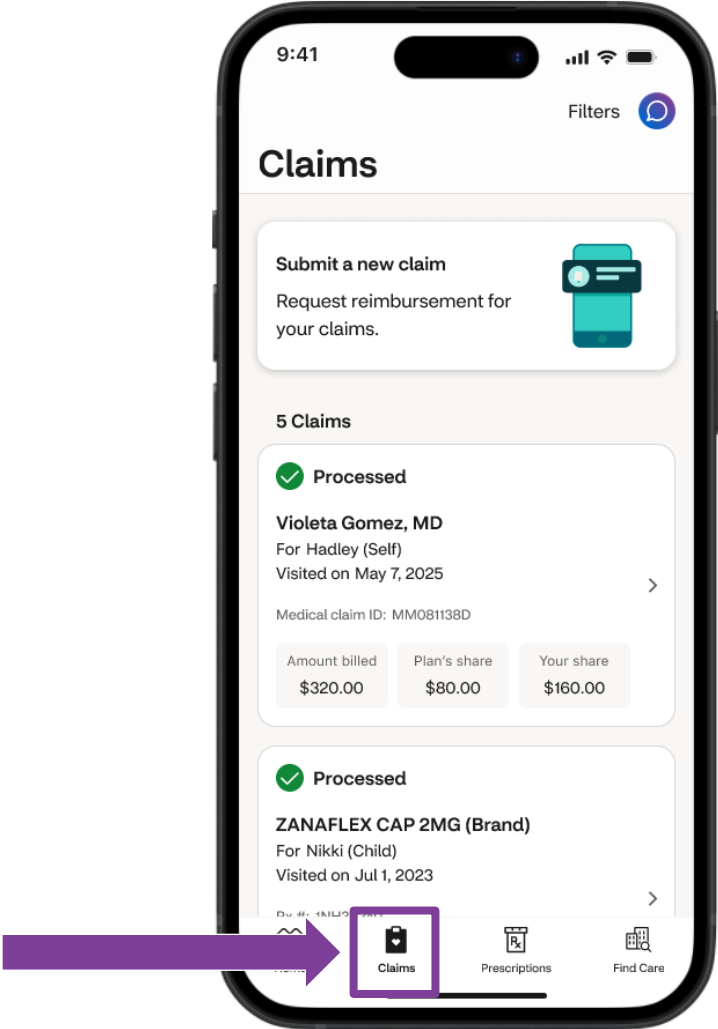 9:41
Filters
Claims
Submit a new claim
Request reimbursement for
your claims.
5 Claims
Processed
Violeta Gomez, MD
For Hadley (Self)
Visited on May 7, 2025
Medical claim ID: MM081138D
Amount billed Plan's share Your share
$320.00 $80.00 $160.00
Processed
ZANAFLEX CAP 2MG (Brand)
For Nikki (Child)
Visited on Jul 1, 2023
Rx #:
Claims Prescriptions Find Care